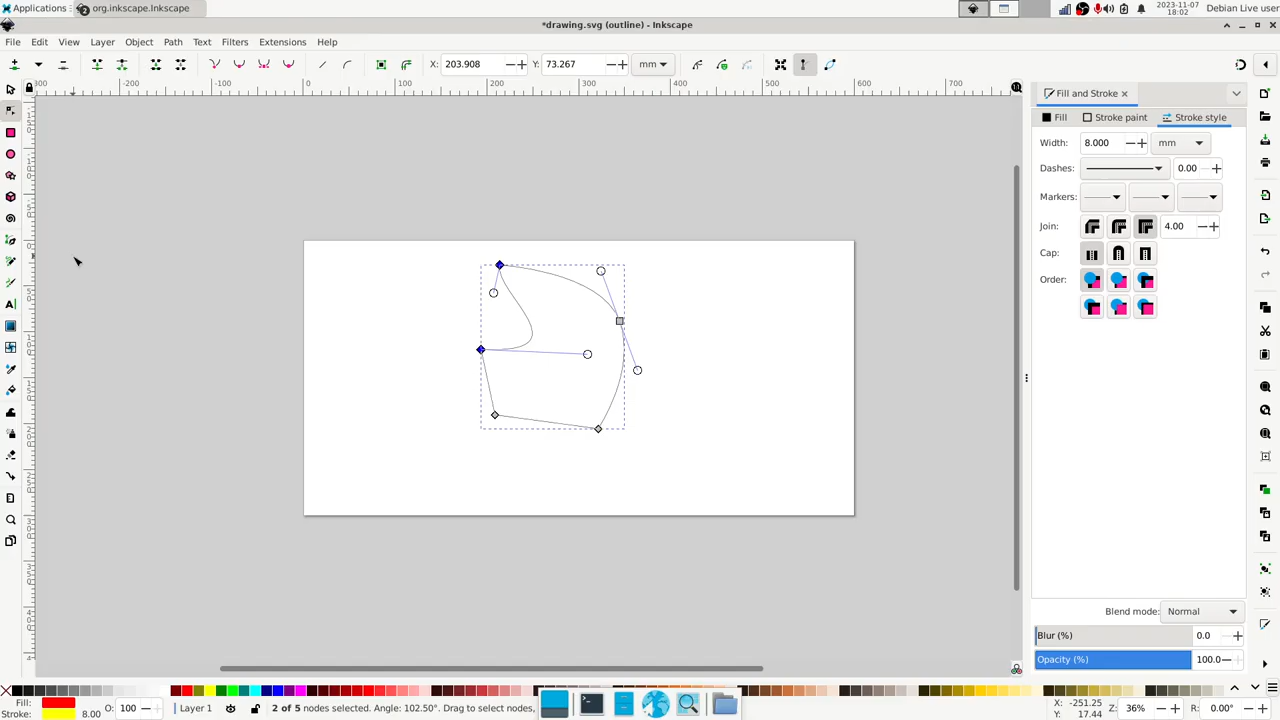 Applications
org.inkscape.Inkscape
2023-11-07
18:02
Debian Live user
*drawing.svg (outline) - Inkscape
File Edit View Layer Object Path Text Filters Extensions Help
X: 203.908 Y: 73.267 mm
300 -200 -100 0 100 200 300 400 500 600 700
Fill and Stroke
Fill Stroke paint Stroke style
Width: 8.000 mm
Dashes: 0.00
Markers:
Join: 4.00
Cap:
Order:
Blend mode: Normal
Blur (%) 0.0
Opacity (%) 100.0
Fill:
Stroke: 8.00
O: 100
Layer 1
2 of 5 nodes selected. Angle: 102.50°. Drag to select nodes,
X: -251.25
Y: 17.44
Z: 36%
R: 0.00°